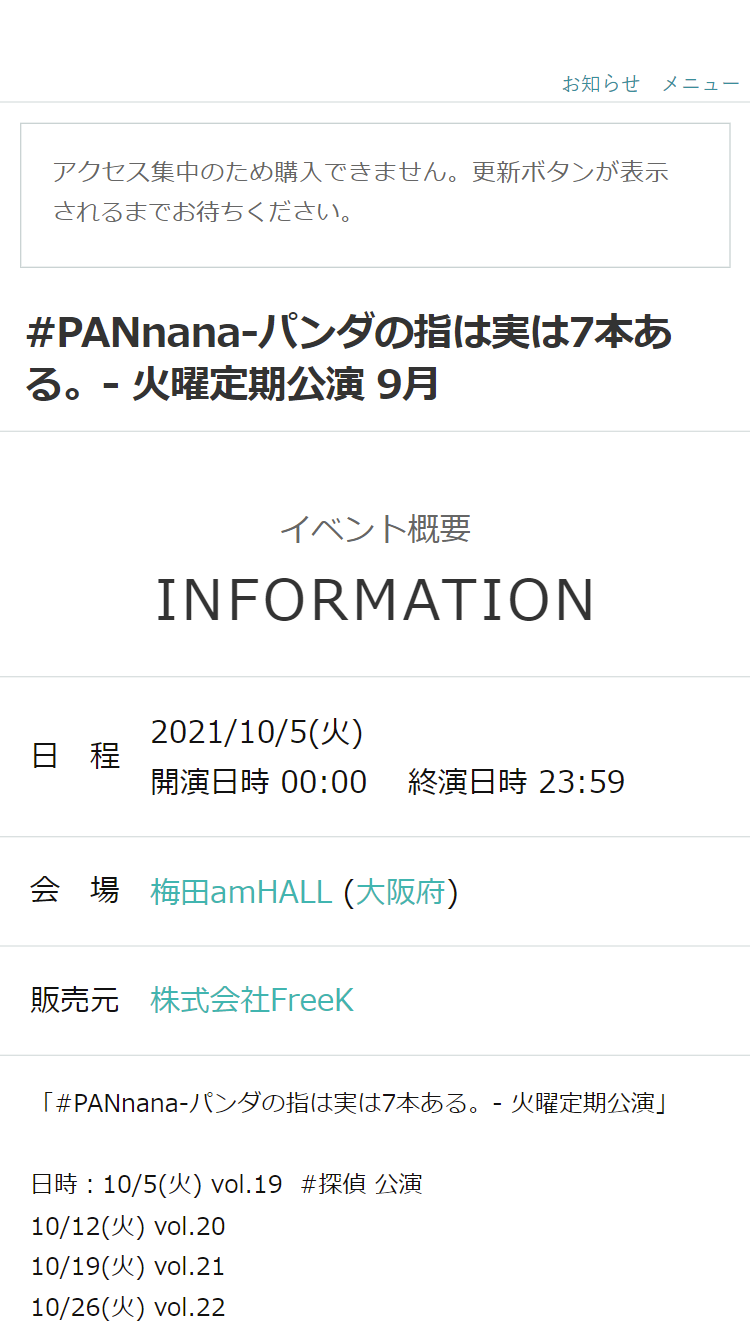 お知らせ　メニュー
アクセス集中のため購入できません。更新ボタンが表示
されるまでお待ちください。
#PANnana-パンダの指は実は7本あ
る。- 火曜定期公演 9月
イベント概要
INFORMATION
日　程
2021/10/5(火)
開演日時 00:00　終演日時 23:59
会　場　梅田amHALL (大阪府)
販売元　株式会社FreeK
「#PANnana-パンダの指は実は7本ある。- 火曜定期公演」
日時：10/5(火) vol.19  #探偵 公演
10/12(火) vol.20
10/19(火) vol.21
10/26(火) vol.22